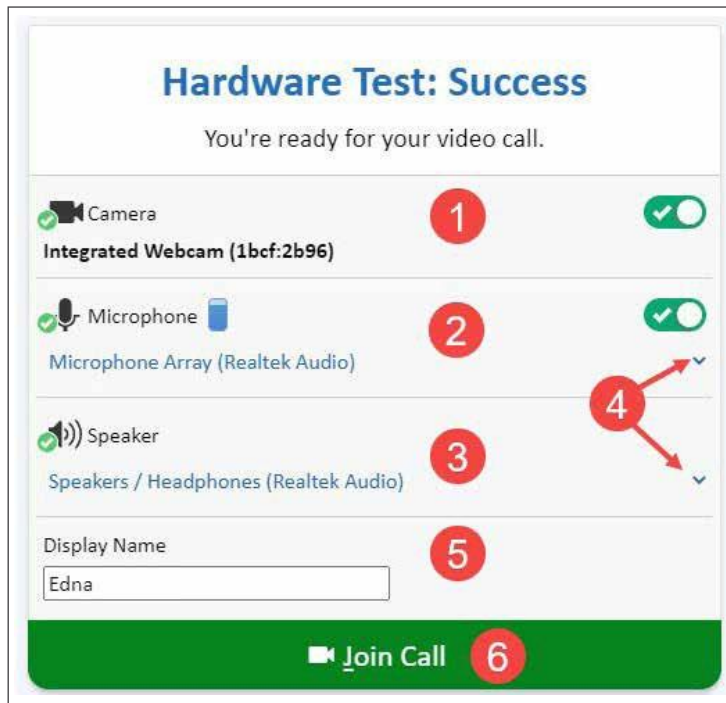 Hardware Test: Success
You're ready for your video call.
Camera
1
Integrated Webcam (1bcf:2b96)
Microphone
2
Microphone Array (Realtek Audio)
4
Speaker
3
Speakers / Headphones (Realtek Audio)
Display Name
5
Edna
Join Call 6